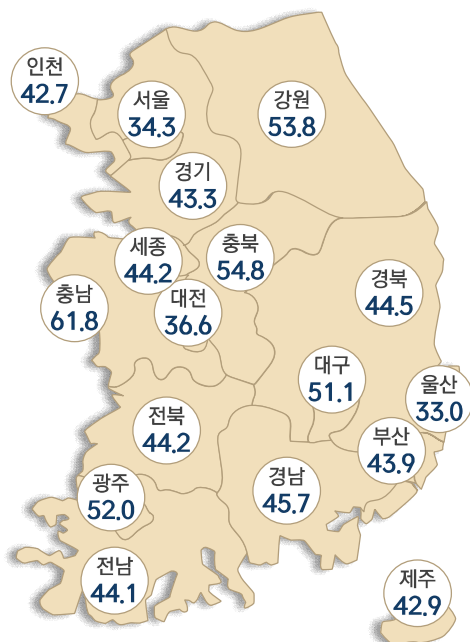 인천
42.7
서울
34.3
강원
53.8
경기
43.3
세종
44.2
충북
54.8
충남
61.8
대전
36.6
경북
44.5
대구
51.1
울산
33.0
전북
44.2
부산
43.9
광주
52.0
경남
45.7
전남
44.1
제주
42.9